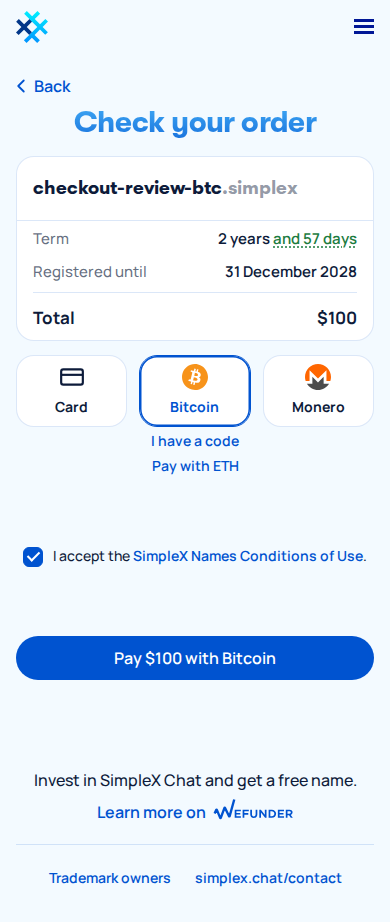 Back
Check your order
checkout-review-btc.simplex
Term 2 years and 57 days
Registered until 31 December 2028
Total $100
Card Bitcoin Monero
I have a code
Pay with ETH
I accept the SimpleX Names Conditions of Use.
Pay $100 with Bitcoin
Invest in SimpleX Chat and get a free name.
Learn more on WEFUNDER
Trademark owners simplex.chat/contact